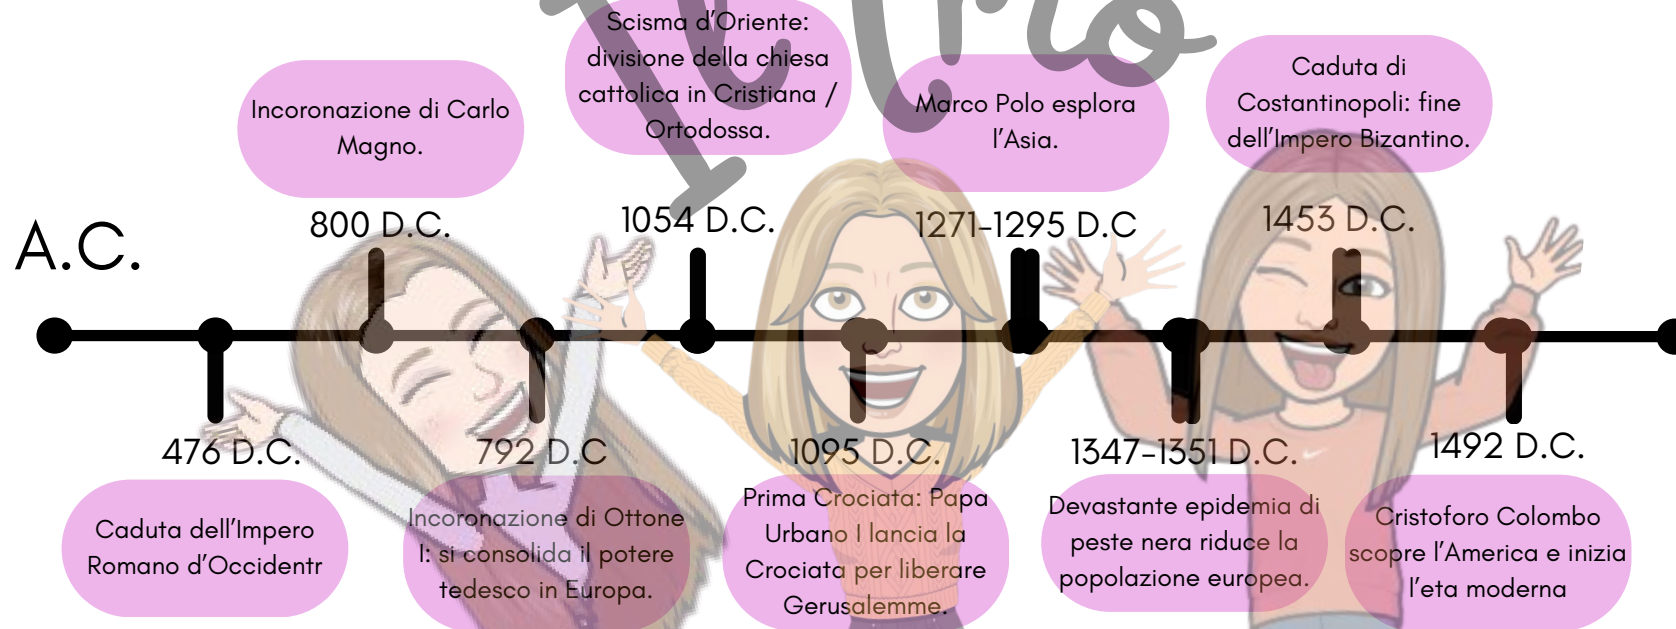 Il trio
Scisma d'Oriente:
divisione della chiesa
cattolica in Cristiana /
Ortodossa.
Incoronazione di Carlo
Magno.
Marco Polo esplora
l'Asia.
Caduta di
Costantinopoli: fine
dell'Impero Bizantino.
A.C.
800 D.C.
1054 D.C.
1271-1295 D.C
1453 D.C.
476 D.C.
792 D.C
1095 D.C.
1347-1351 D.C.
1492 D.C.
Caduta dell'Impero
Romano d'Occidentr
Incoronazione di Ottone
I: si consolida il potere
tedesco in Europa.
Prima Crociata: Papa
Urbano I lancia la
Crociata per liberare
Gerusalemme.
Devastante epidemia di
peste nera riduce la
popolazione europea.
Cristoforo Colombo
scopre l'America e inizia
l'eta moderna